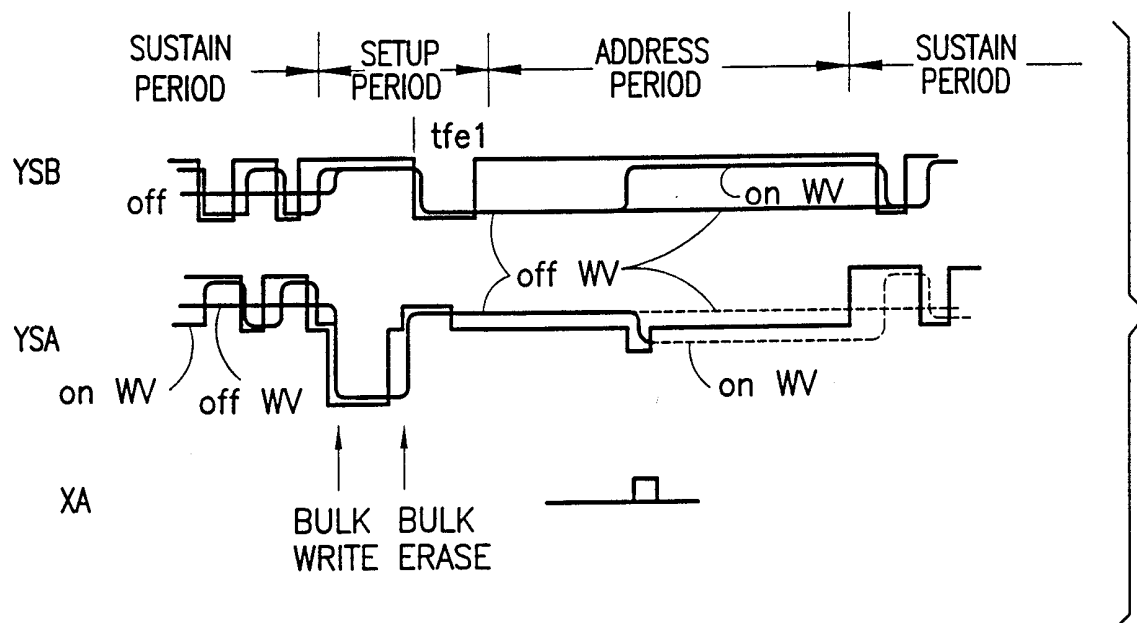 SUSTAIN PERIOD
SETUP PERIOD
ADDRESS PERIOD
SUSTAIN PERIOD
tfe1
YSB
off
on WV
off WV
YSA
on WV
off WV
on WV
XA
BULK WRITE
BULK ERASE